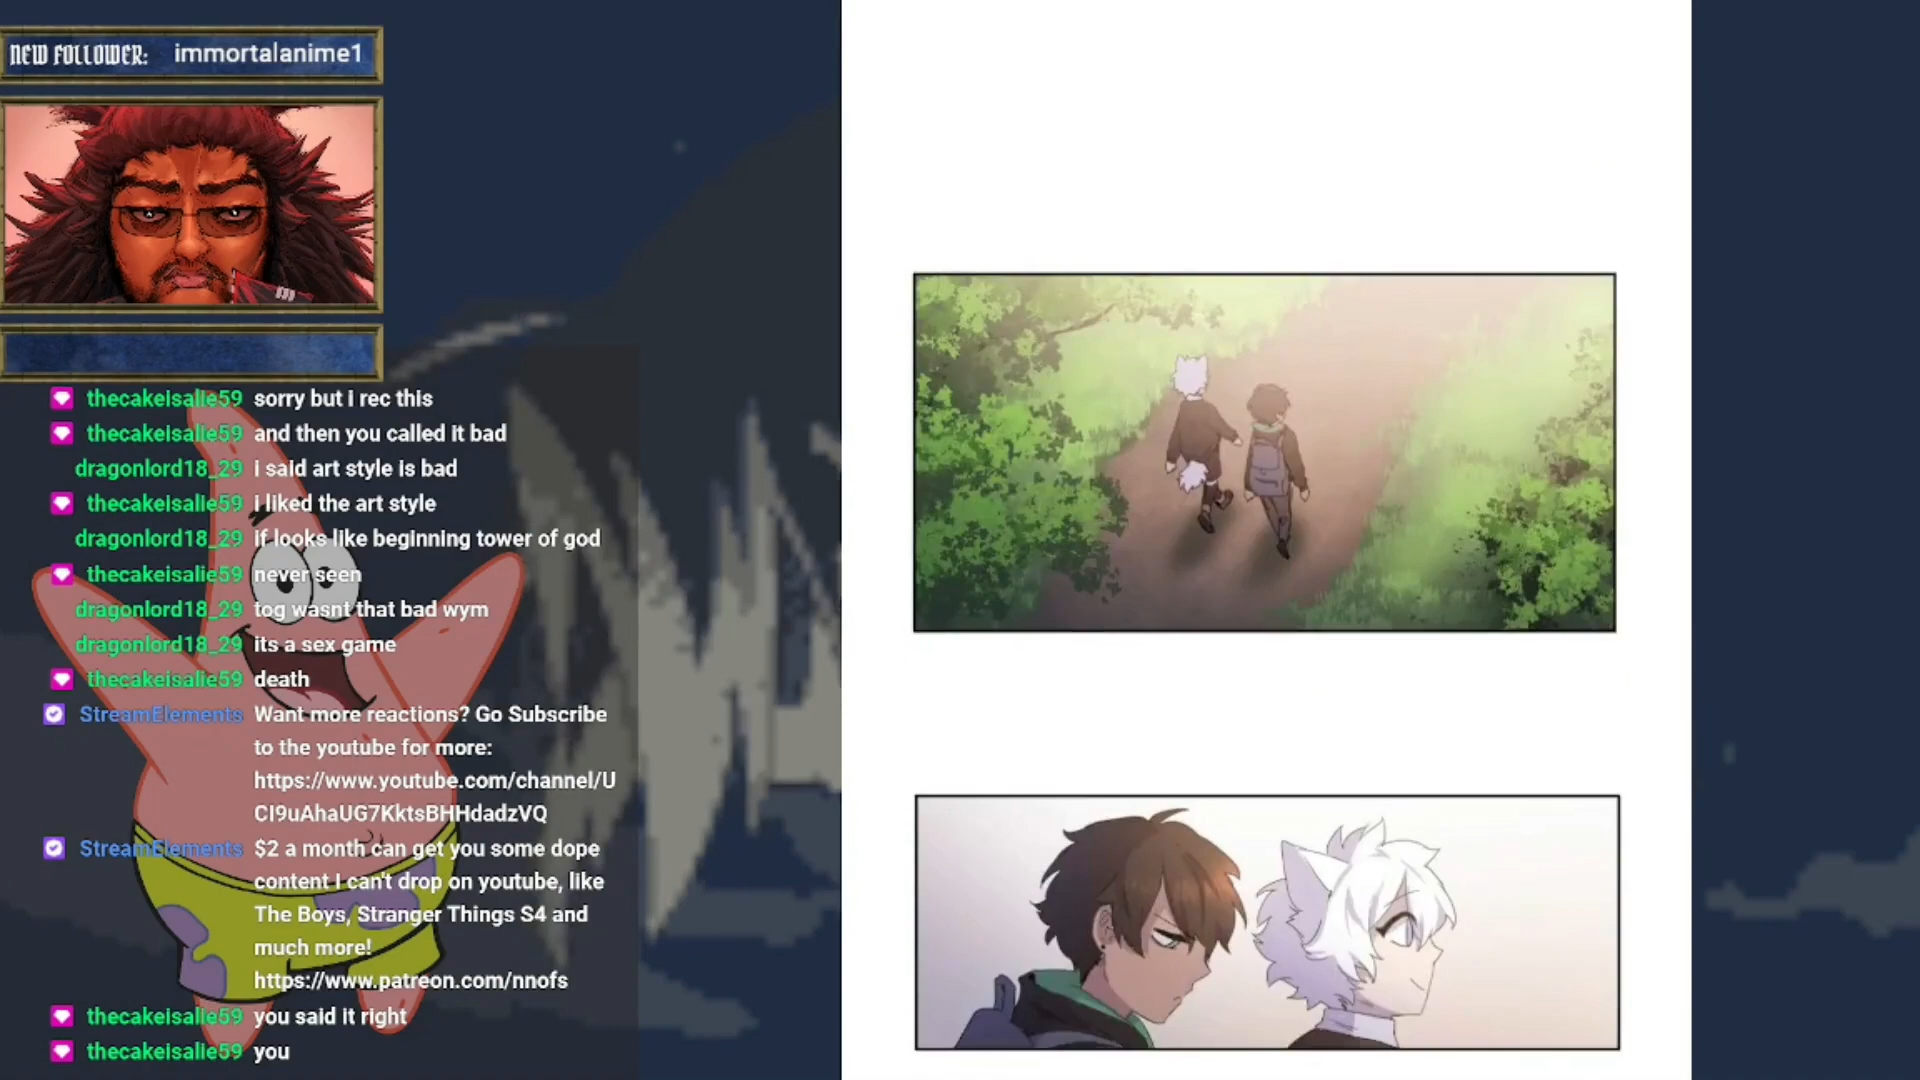 NEW FOLLOWER: immortalanime1
thecakeisalie59 sorry but i rec this
thecakeisalie59 and then you called it bad
dragonlord18_29 i said art style is bad
thecakeisalie59 i liked the art style
dragonlord18_29 if looks like beginning tower of god
thecakeisalie59 never seen
dragonlord18_29 tog wasnt that bad wym
dragonlord18_29 its a sex game
thecakeisalie59 death
StreamElements Want more reactions? Go Subscribe
to the youtube for more:
https://www.youtube.com/channel/U
CI9uAhaUG7KktsBHHdadzVQ
StreamElements $2 a month can get you some dope
content I can't drop on youtube, like
The Boys, Stranger Things S4 and
much more!
https://www.patreon.com/nnofs
thecakeisalie59 you said it right
thecakeisalie59 you